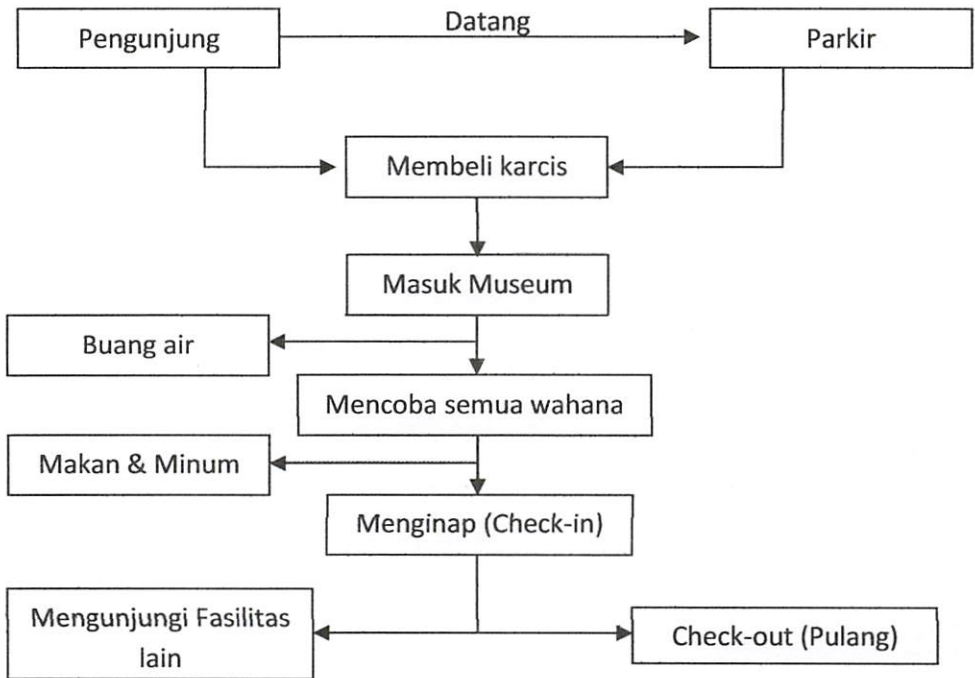 Pengunjung
Datang
Parkir
Membeli karcis
Masuk Museum
Buang air
Mencoba semua wahana
Makan & Minum
Menginap (Check-in)
Mengunjungi Fasilitas
lain
Check-out (Pulang)